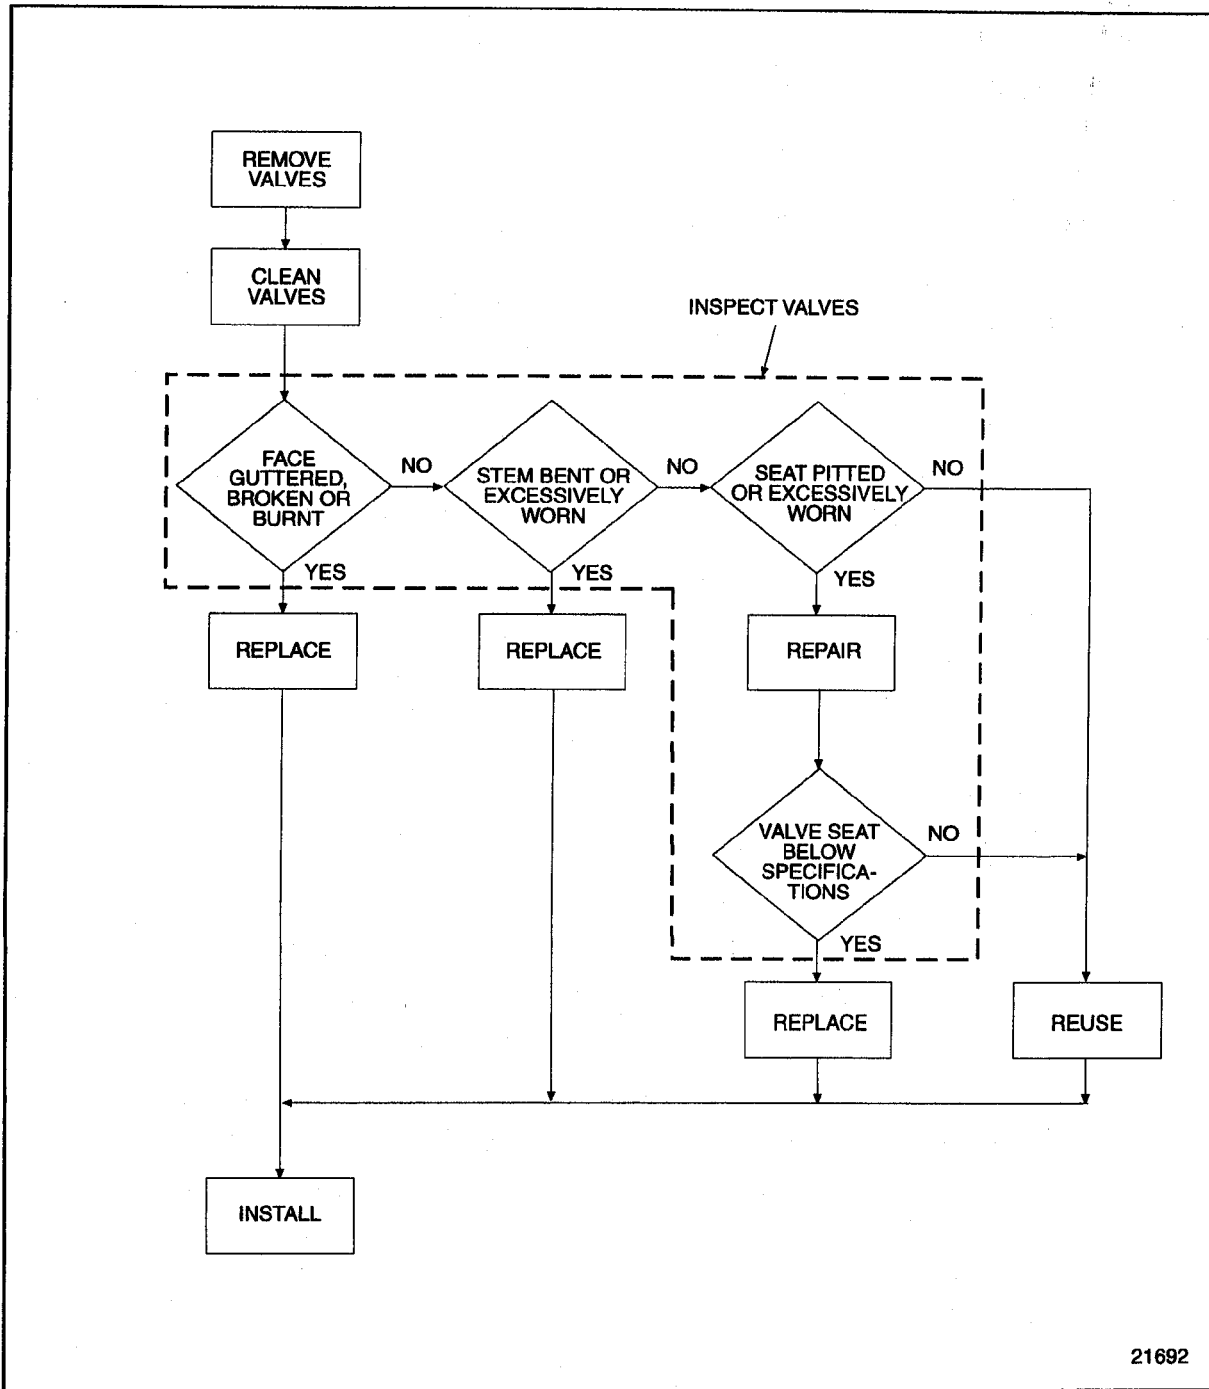 REMOVE
VALVES
CLEAN
VALVES
INSPECT VALVES
FACE
GUTTERED,
BROKEN OR
BURNT
NO
STEM BENT OR
EXCESSIVELY
WORN
NO
SEAT PITTED
OR EXCESSIVELY
WORN
NO
YES
YES
YES
REPLACE
REPLACE
REPAIR
VALVE SEAT
BELOW
SPECIFICA-
TIONS
NO
YES
REPLACE
REUSE
INSTALL
21692